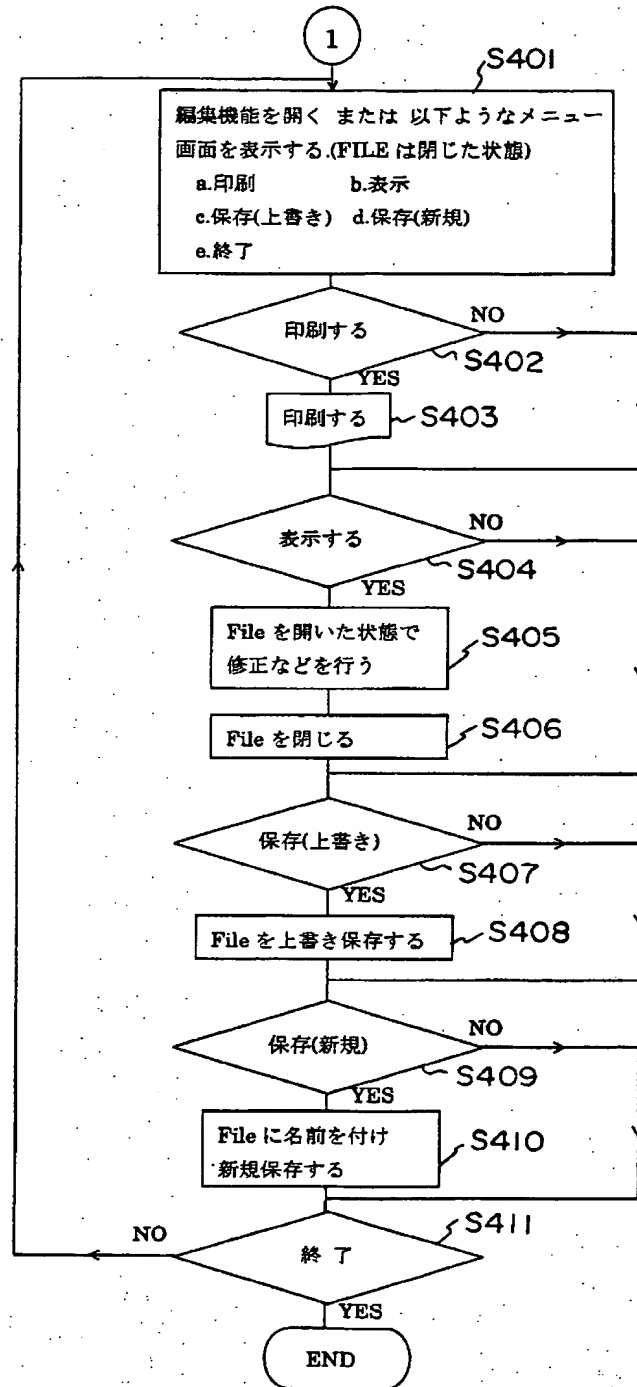 1
S401
編集機能を開く または 以下ようなメニュー
画面を表示する.(FILE は閉じた状態)
a.印刷 b.表示
c.保存(上書き) d.保存(新規)
e.終了
印刷する
NO
S402
YES
印刷する
S403
表示する
NO
S404
YES
File を開いた状態で
修正などを行う
S405
File を閉じる
S406
保存(上書き)
NO
S407
YES
File を上書き保存する
S408
保存(新規)
NO
S409
YES
File に名前を付け
新規保存する
S410
NO
終 了
S411
YES
END